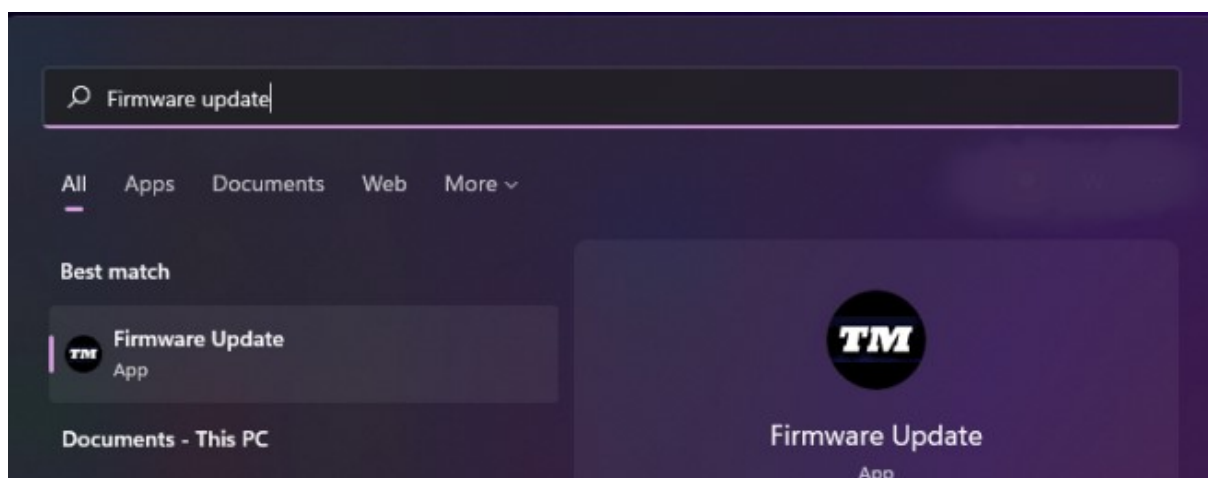 Firmware update
All Apps Documents Web More
Best match
TM
Firmware Update
App
Documents - This PC
TM
Firmware Update
App